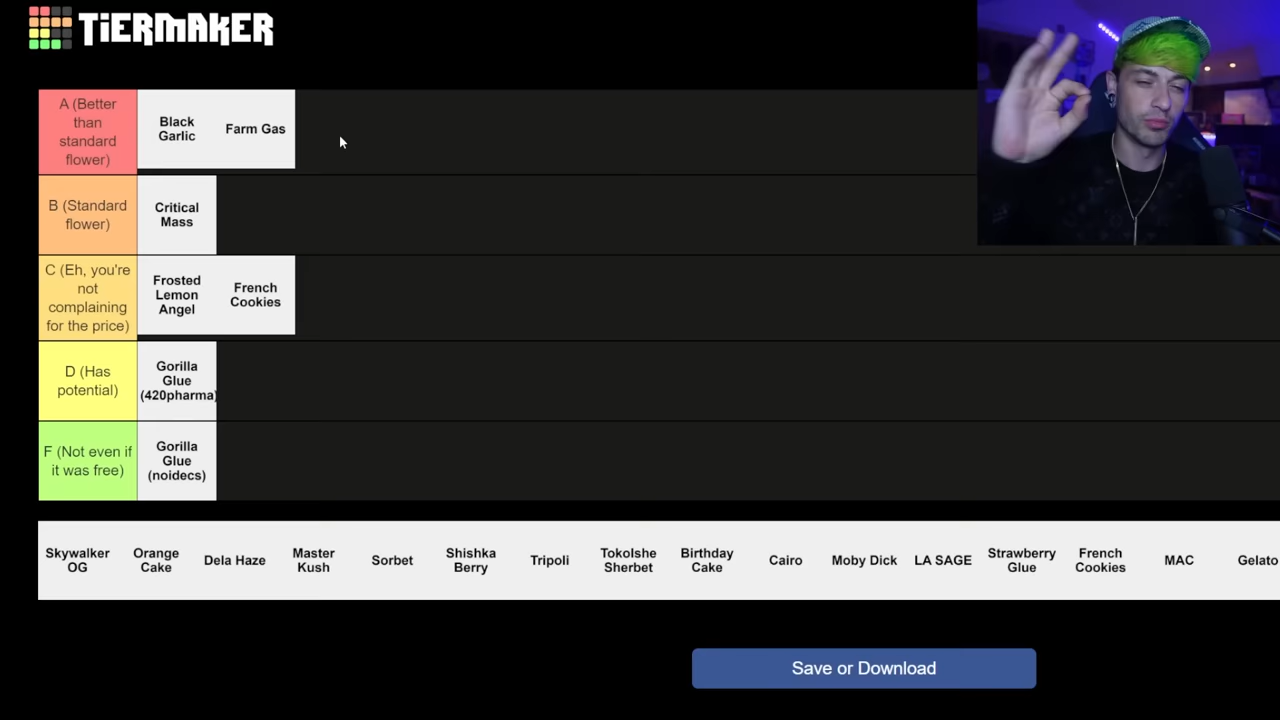 TiERMAKER
A (Better
than
standard
flower)
Black
Garlic
Farm Gas
B (Standard
flower)
Critical
Mass
C (Eh, you're
not
complaining
for the price)
Frosted
Lemon
Angel
French
Cookies
D (Has
potential)
Gorilla
Glue
(420pharma)
F (Not even if
it was free)
Gorilla
Glue
(noidecs)
Skywalker
OG
Orange
Cake
Dela Haze
Master
Kush
Sorbet
Shishka
Berry
Tripoli
Tokolshe
Sherbet
Birthday
Cake
Cairo
Moby Dick
LA SAGE
Strawberry
Glue
French
Cookies
MAC
Gelato
Save or Download